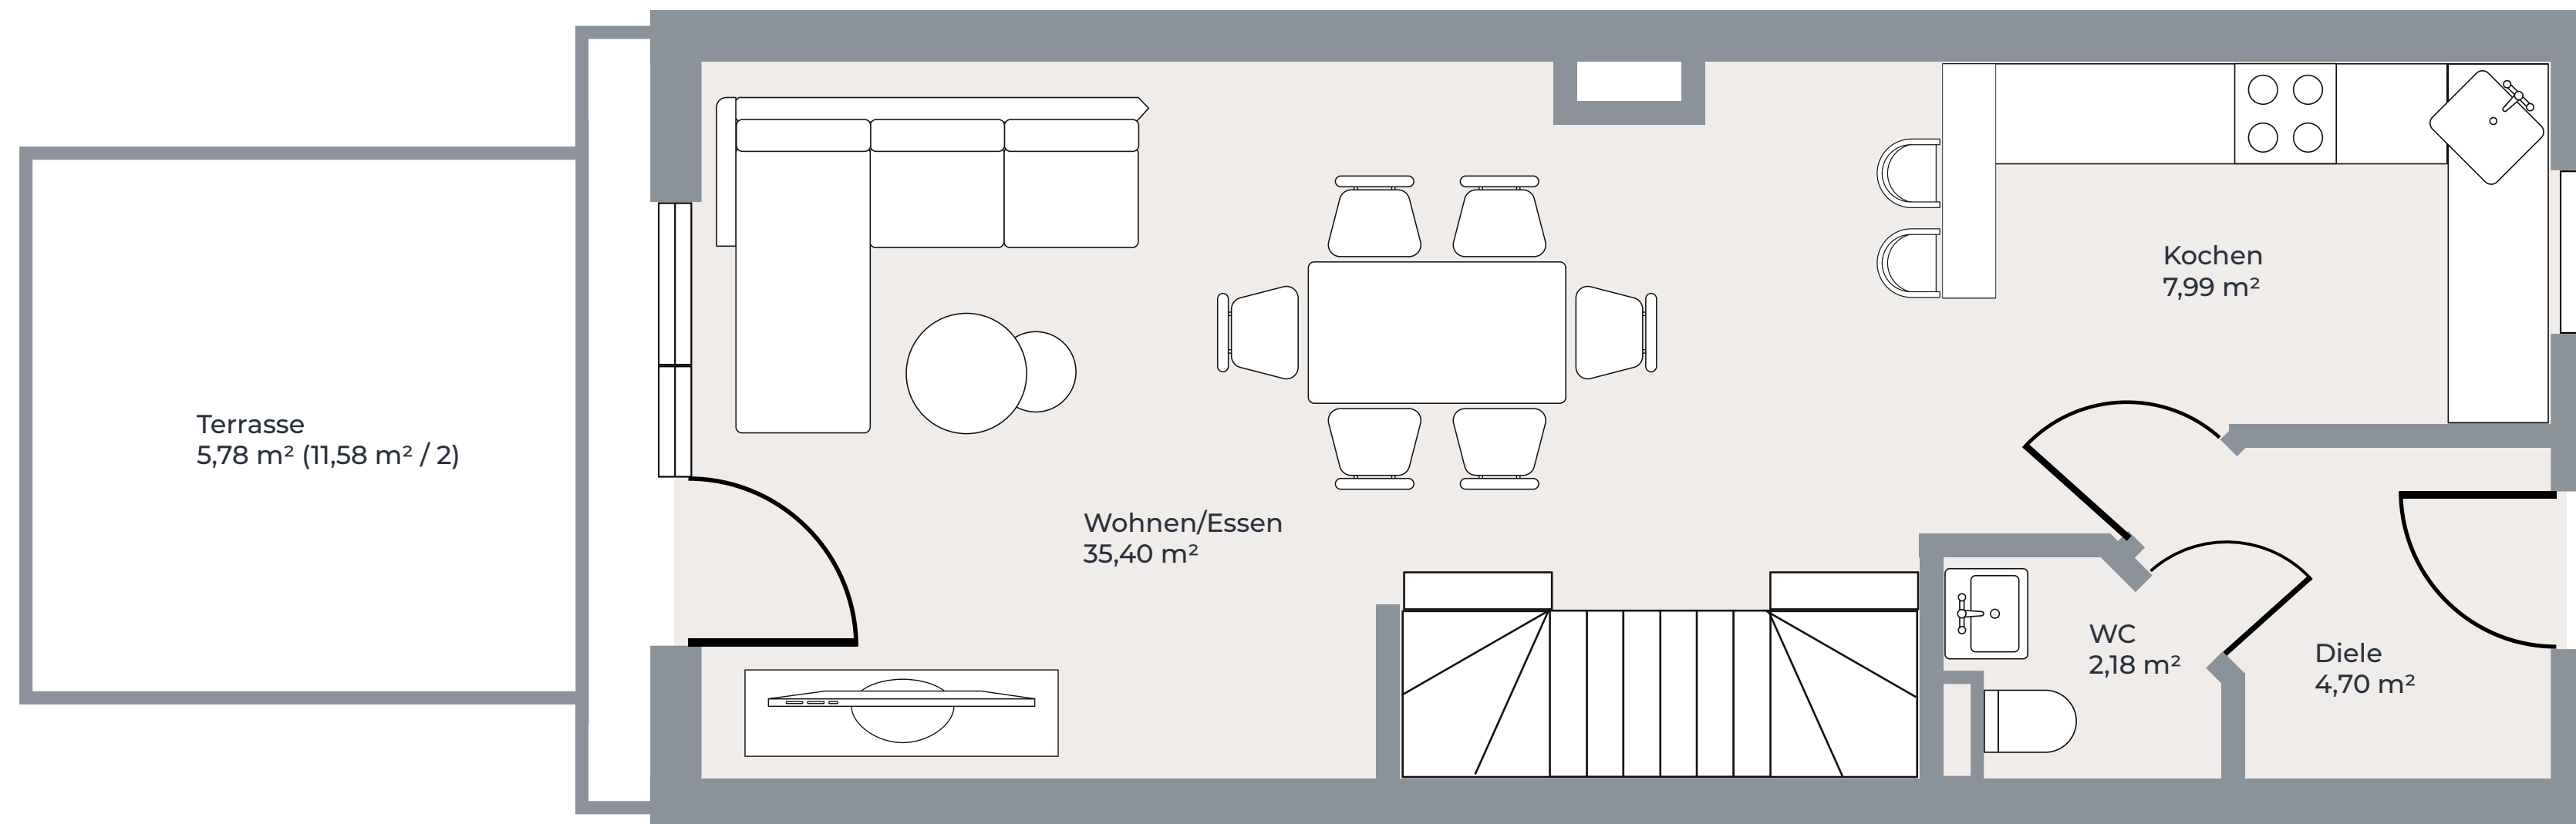 Kochen
7,99 m²
Terrasse
5,78 m² (11,58 m² / 2)
Wohnen/Essen
35,40 m²
WC
2,18 m²
Diele
4,70 m²